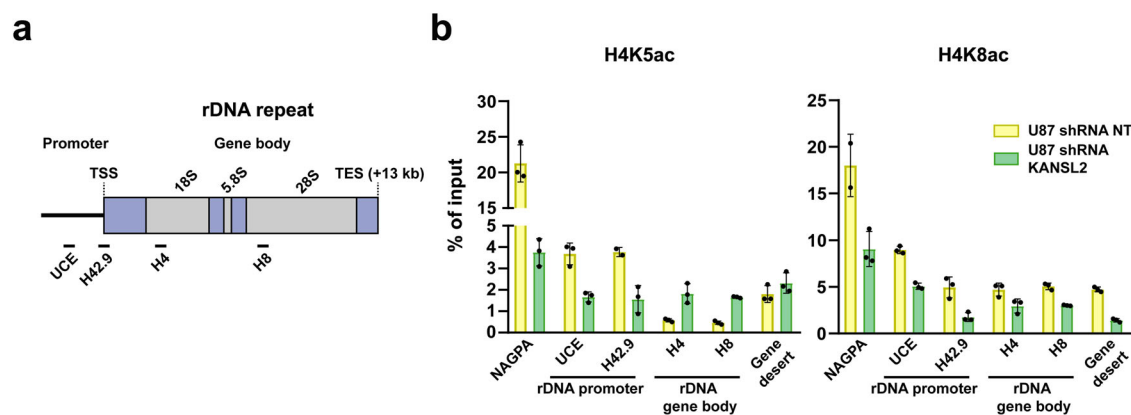 a
rDNA repeat
Promoter
Gene body
TSS
18S
5.8S
28S
TES (+13 kb)
UCE
H42.9
H4
H8
b
H4K5ac
% of input
30
25
20
15
10
4
3
2
1
0
NAGPA
UCE
H42.9
H4
H8
Gene
desert
rDNA promoter
rDNA
gene body
H4K8ac
25
20
15
10
5
0
U87 shRNA NT
U87 shRNA
KANSL2
NAGPA
UCE
H42.9
H4
H8
Gene
desert
rDNA promoter
rDNA
gene body